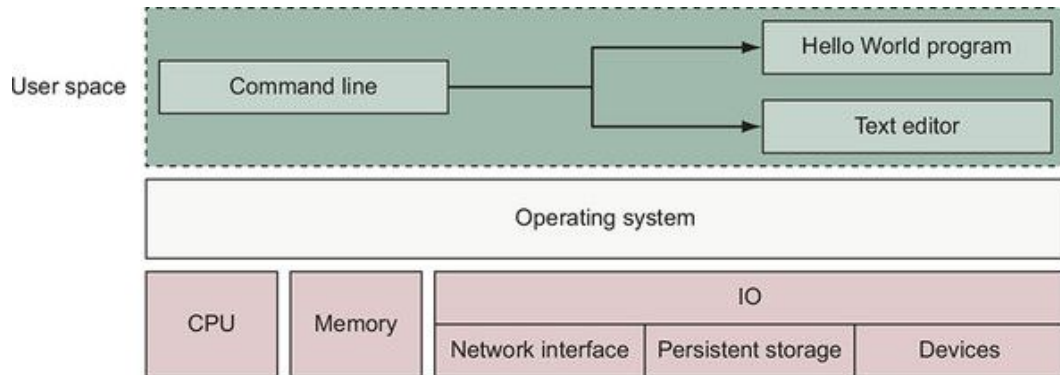 Hello World program
User space
Command line
Text editor
Operating system
CPU
Memory
IO
Network interface
Persistent storage
Devices